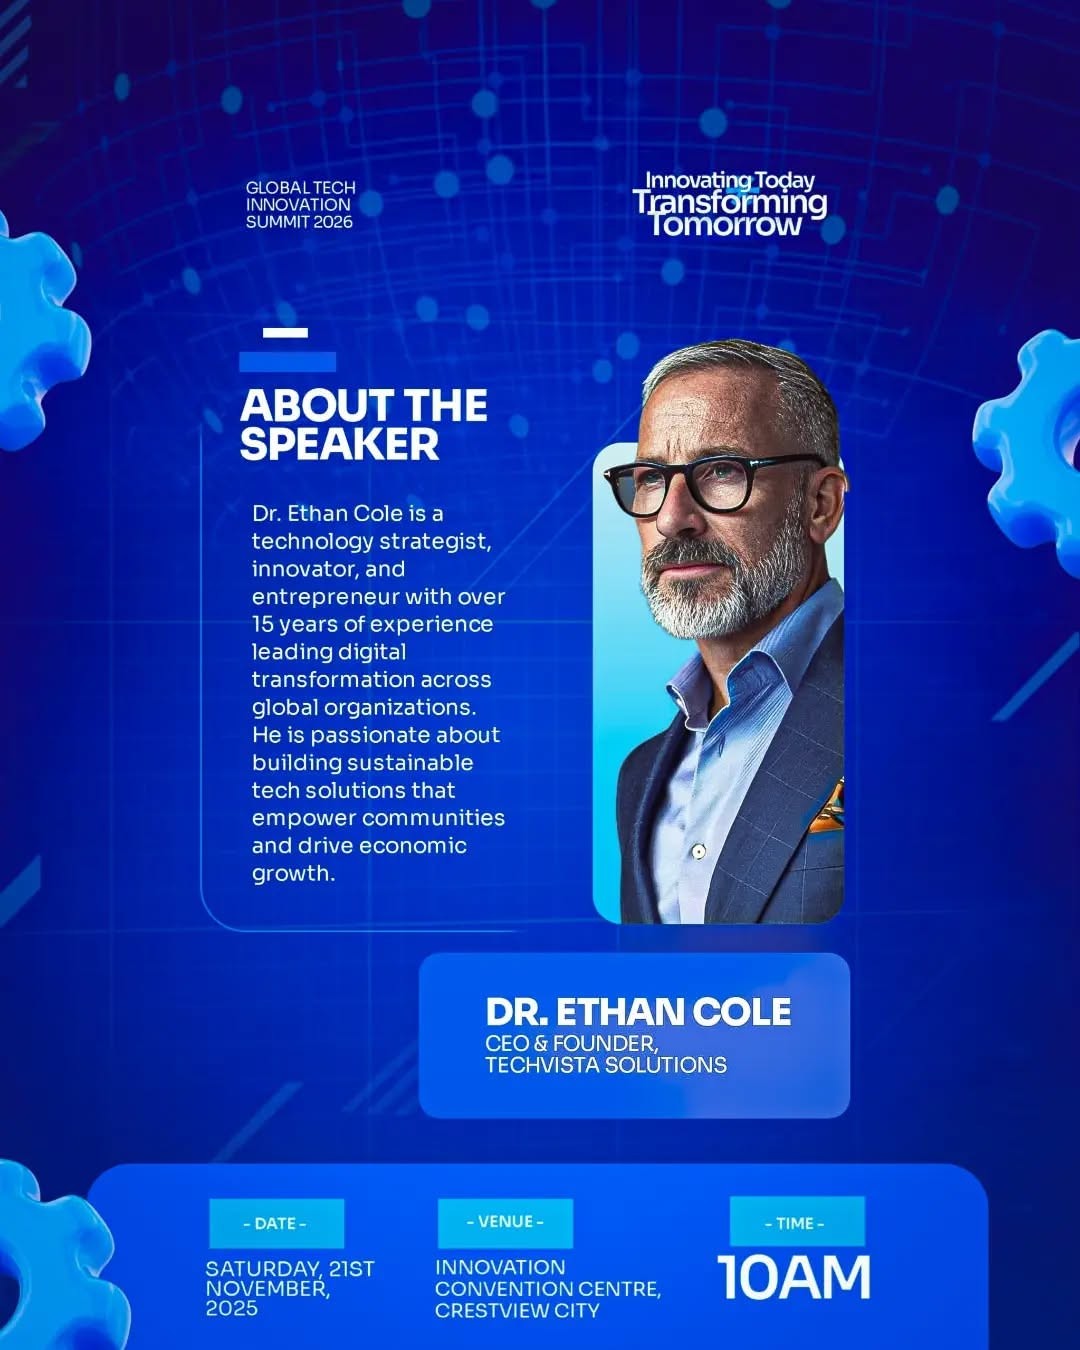 GLOBAL TECH
INNOVATION
SUMMIT 2026
Innovating Today
Transforming
Tomorrow
ABOUT THE
SPEAKER
Dr. Ethan Cole is a
technology strategist,
innovator, and
entrepreneur with over
15 years of experience
leading digital
transformation across
global organizations.
He is passionate about
building sustainable
tech solutions that
empower communities
and drive economic
growth.
DR. ETHAN COLE
CEO & FOUNDER,
TECHVISTA SOLUTIONS
- DATE -
SATURDAY, 21ST
NOVEMBER,
2025
- VENUE -
INNOVATION
CONVENTION CENTRE,
CRESTVIEW CITY
- TIME -
10AM